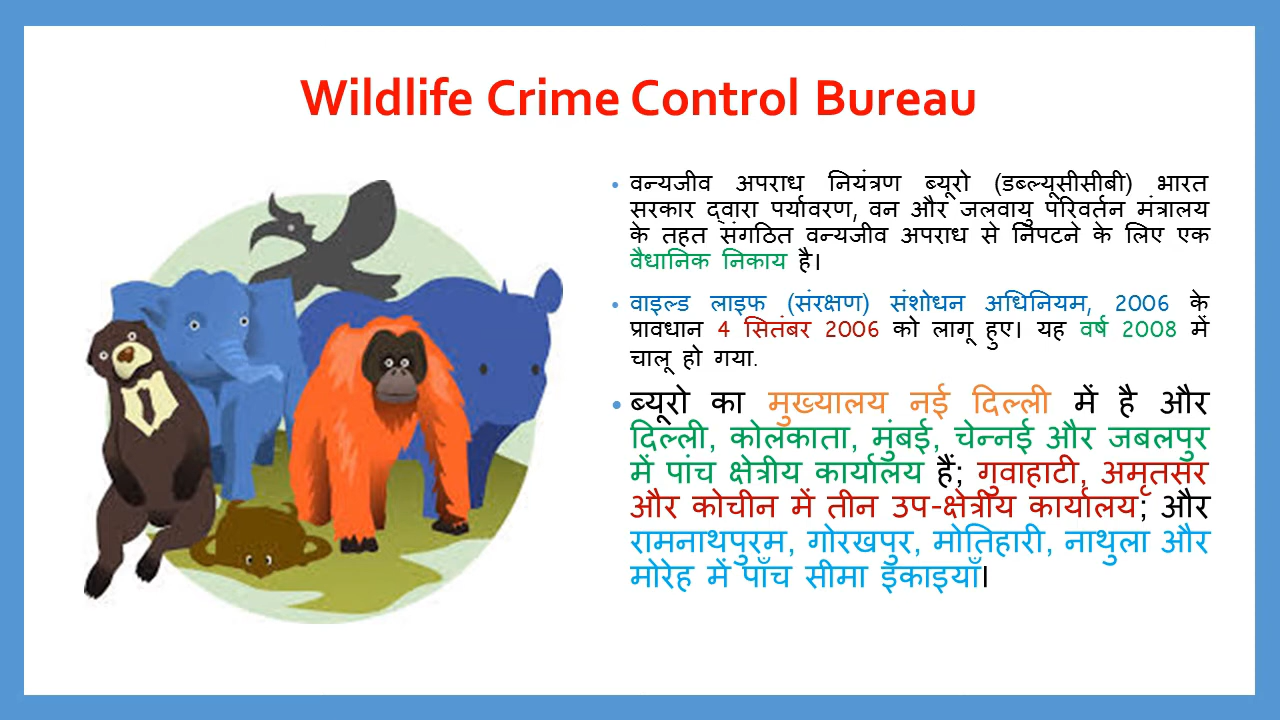 Wildlife Crime Control Bureau
• वन्यजीव अपराध नियंत्रण ब्यूरो (डब्ल्यूसीसीबी) भारत
सरकार द्वारा पर्यावरण, वन और जलवायु परिवर्तन मंत्रालय
के तहत संगठित वन्यजीव अपराध से निपटने के लिए एक
वैधानिक निकाय है।
• वाइल्ड लाइफ (संरक्षण) संशोधन अधिनियम, 2006 के
प्रावधान 4 सितंबर 2006 को लागू हुए। यह वर्ष 2008 में
चालू हो गया.
• ब्यूरो का मुख्यालय नई दिल्ली में है और
दिल्ली, कोलकाता, मुंबई, चेन्नई और जबलपुर
में पांच क्षेत्रीय कार्यालय हैं; गुवाहाटी, अमृतसर
और कोचीन में तीन उप-क्षेत्रीय कार्यालय; और
रामनाथपुरम, गोरखपुर, मोतिहारी, नाथुला और
मोरेह में पाँच सीमा इकाइयाँ।